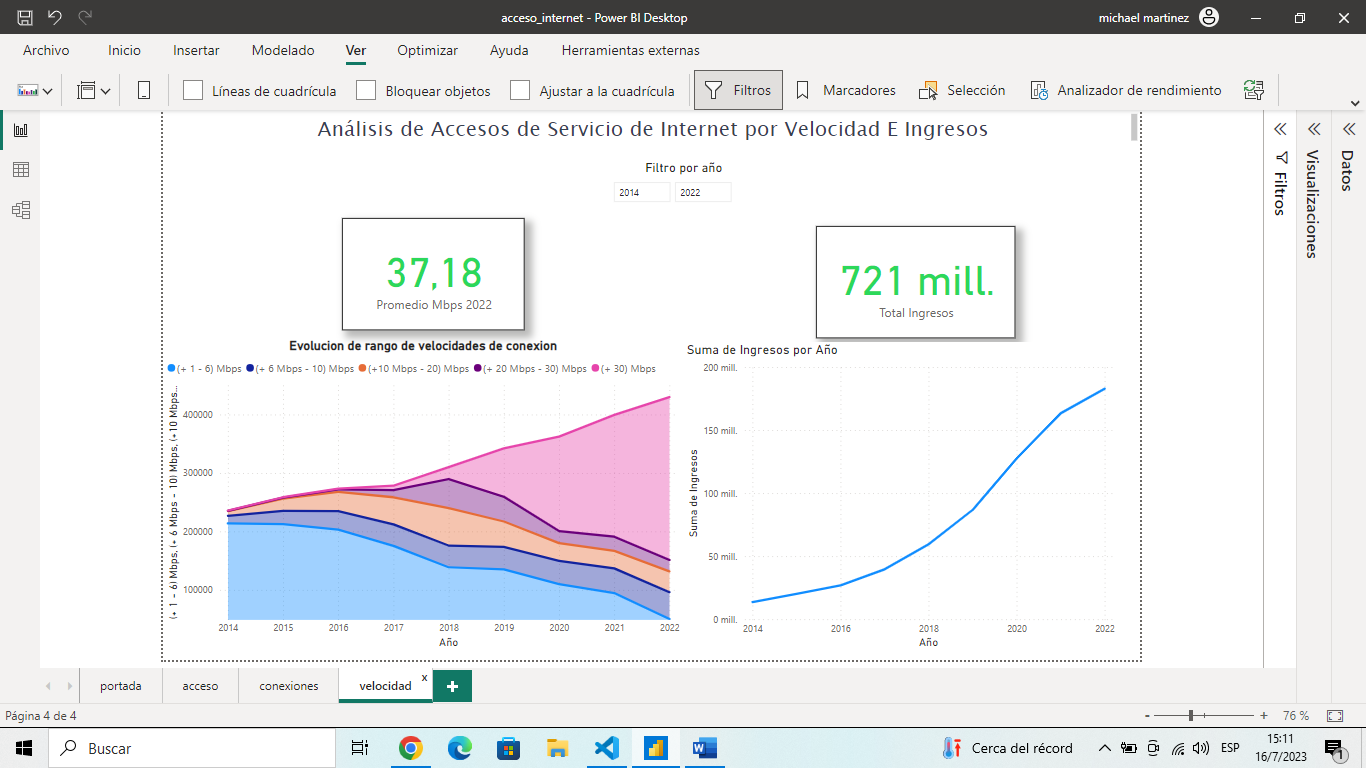 acceso_internet - Power BI Desktop
michael martinez
Archivo Inicio Insertar Modelado Ver Optimizar Ayuda Herramientas externas
Líneas de cuadrícula Bloquear objetos Ajustar a la cuadrícula Filtros Marcadores Selección Analizador de rendimiento
Análisis de Accesos de Servicio de Internet por Velocidad E Ingresos
Filtro por año
2014 2022
37,18
Promedio Mbps 2022
721 mill.
Total Ingresos
Evolucion de rango de velocidades de conexion
(+ 1 - 6) Mbps (+ 6 Mbps - 10) Mbps (+10 Mbps - 20) Mbps (+ 20 Mbps - 30) Mbps (+ 30) Mbps
(+ 1 - 6) Mbps, (+ 6 Mbps - 10) Mbps, (+10 Mbps...
400000
300000
200000
100000
2014 2015 2016 2017 2018 2019 2020 2021 2022
Año
Suma de Ingresos por Año
Suma de Ingresos
200 mill.
150 mill.
100 mill.
50 mill.
0 mill.
2014 2016 2018 2020 2022
Año
Filtros
Visualizaciones
Datos
portada acceso conexiones velocidad x +
Página 4 de 4
- + 76 %
Buscar
Cerca del récord
ESP
15:11
16/7/2023
1